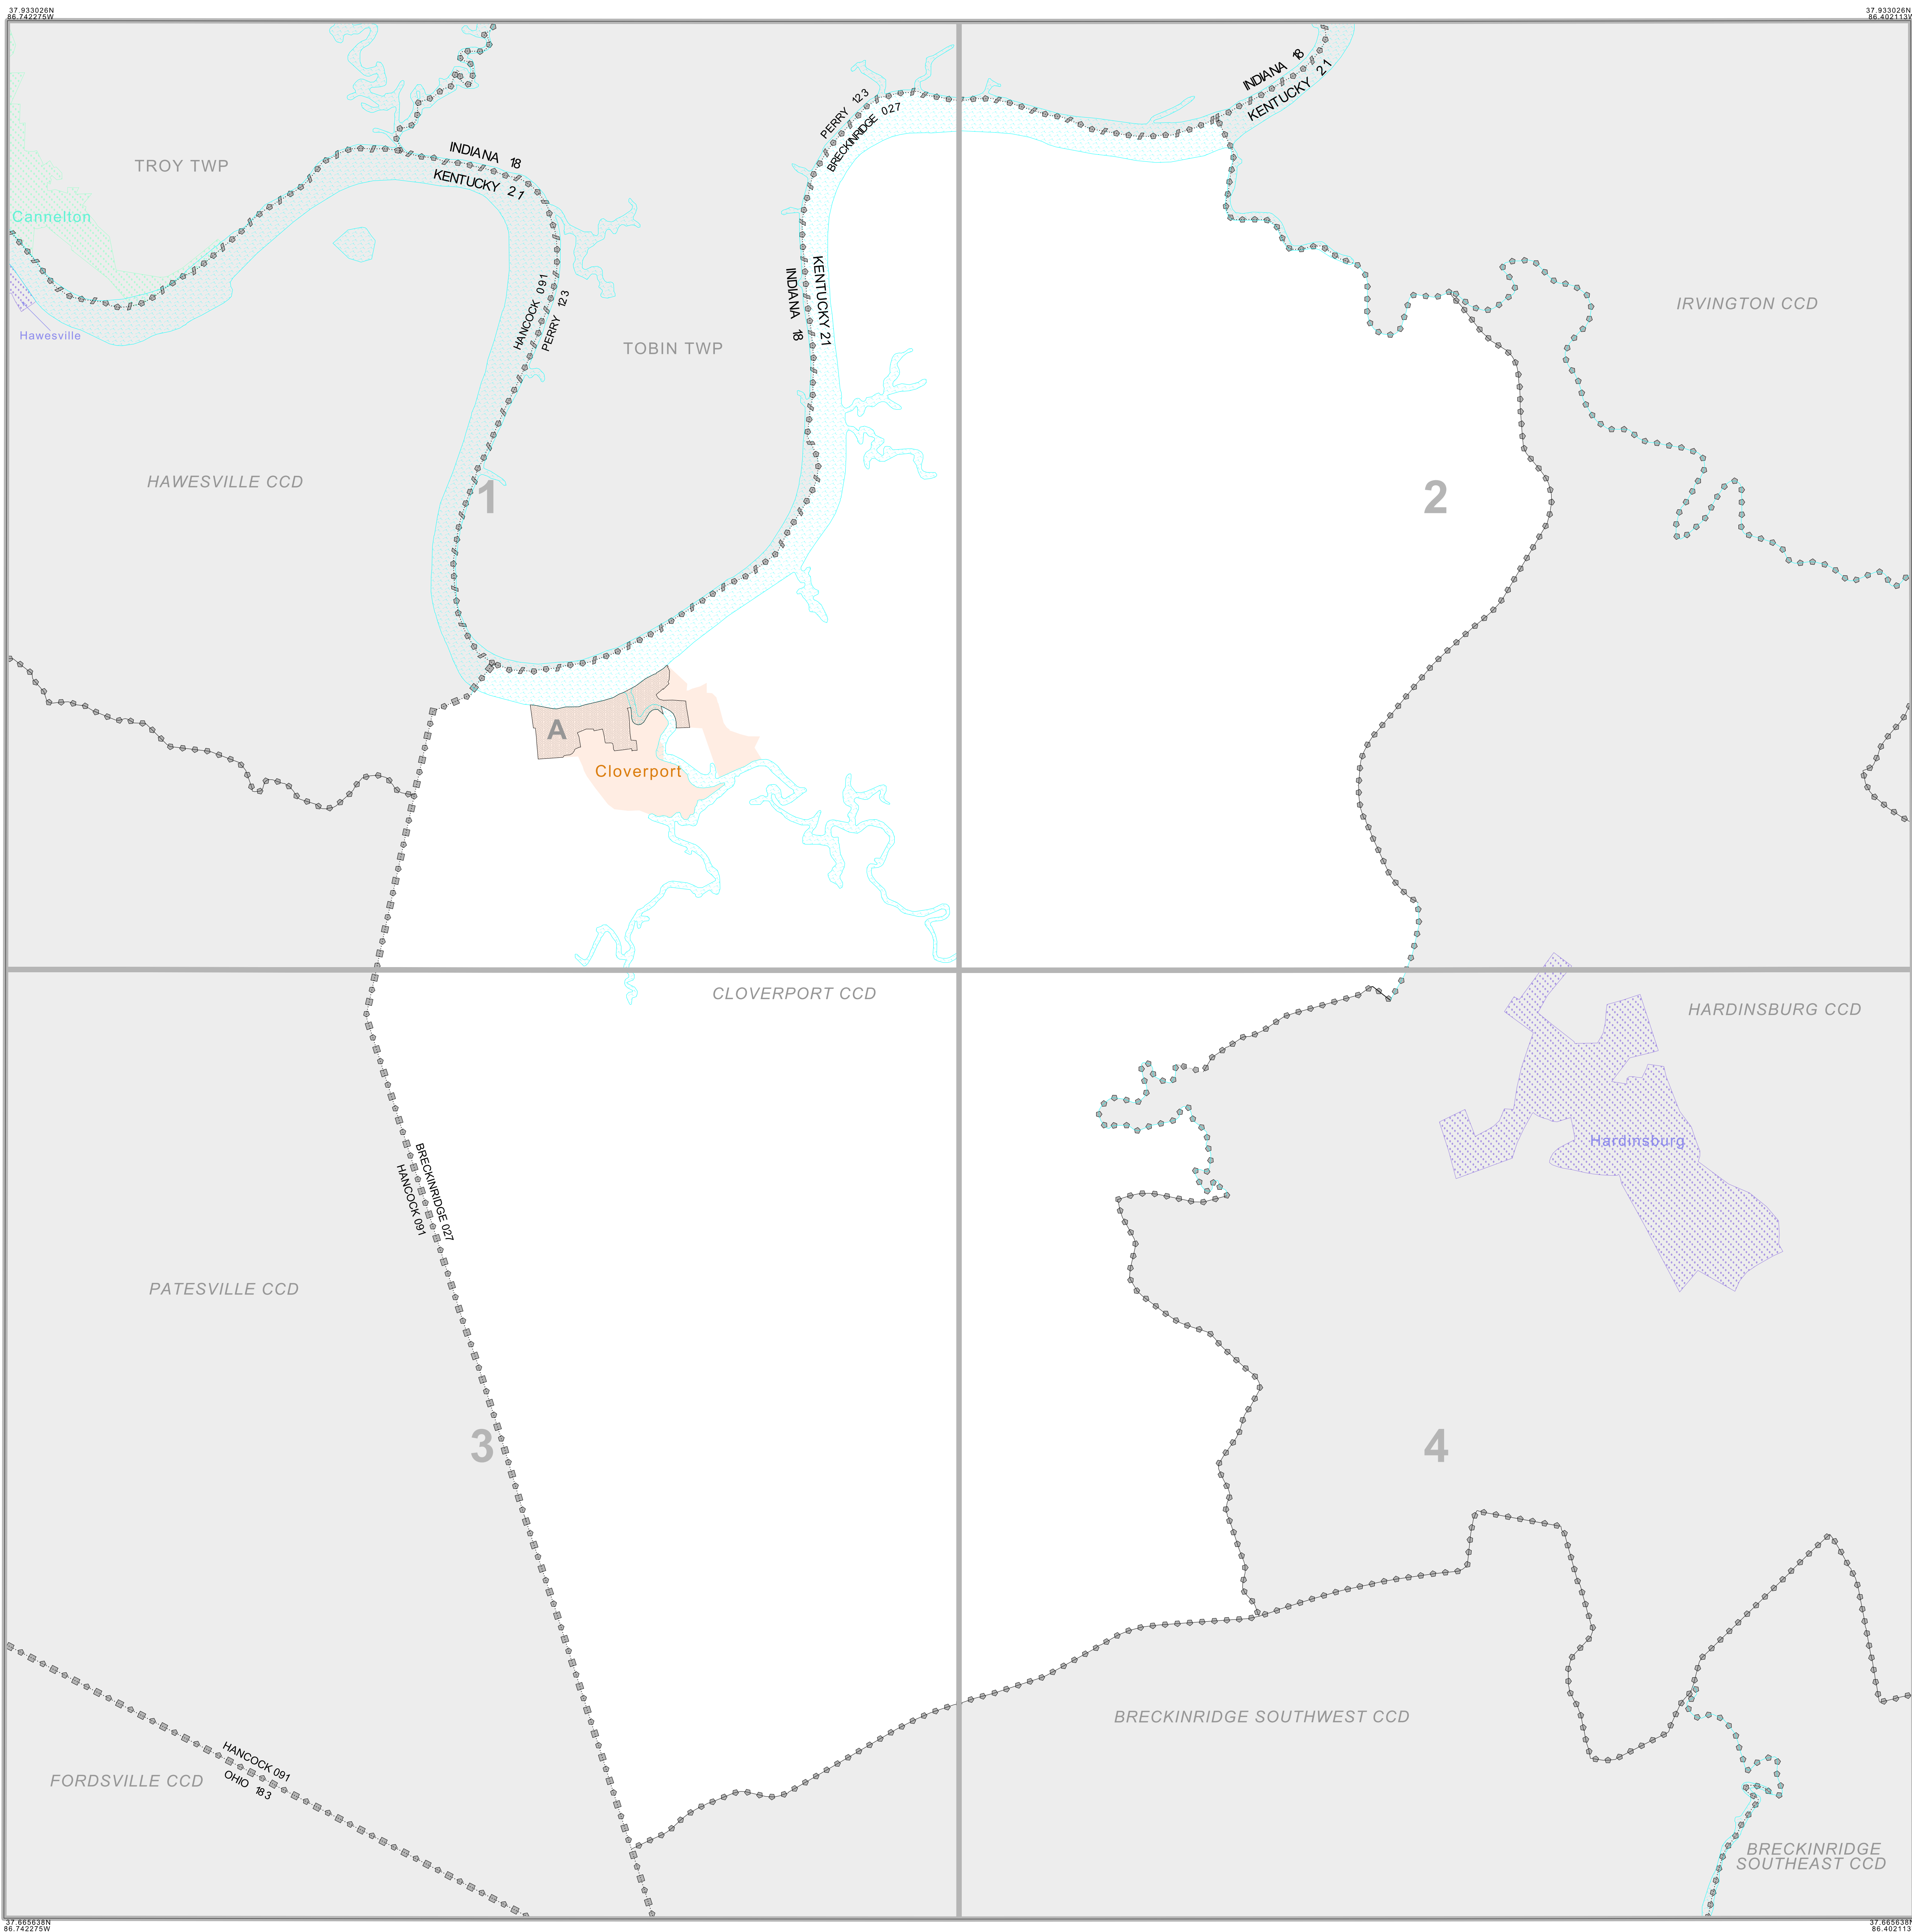 37.933026N
86.742275W
37.933026N
86.402113W
INDIANA 18
KENTUCKY 21
PERRY 123
BRECKINRIDGE 027
INDIANA 18
KENTUCKY 21
TROY TWP
Cannelton
Hawesville
HANCOCK 091
PERRY 123
INDIANA 18
KENTUCKY 21
TOBIN TWP
IRVINGTON CCD
HAWESVILLE CCD
1
2
A
Cloverport
CLOVERPORT CCD
HARDINSBURG CCD
Hardinsburg
BRECKINRIDGE 027
HANCOCK 091
PATESVILLE CCD
3
4
BRECKINRIDGE SOUTHWEST CCD
HANCOCK 091
OHIO 183
FORDSVILLE CCD
BRECKINRIDGE
SOUTHEAST CCD
37.665638N
86.742275W
37.665638N
86.402113